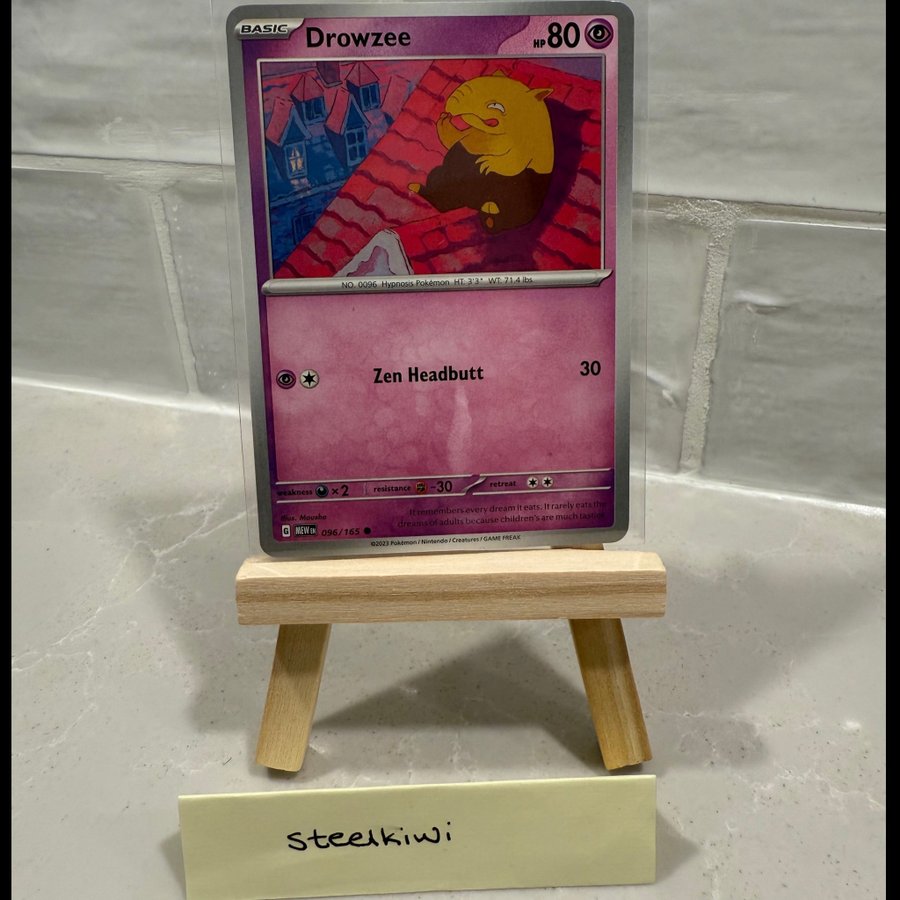 BASIC Drowzee HP 80
NO. 0096 Hypnosis Pokémon HT: 3'3" WT: 71.4 lbs.
Zen Headbutt 30
weakness ×2 resistance -30 retreat
It remembers every dream it eats. It rarely eats the
dreams of adults because children's are much tastier.
Illus. Mousho
G MEW EN 096/165
©2023 Pokémon / Nintendo / Creatures / GAME FREAK
steelkiwi